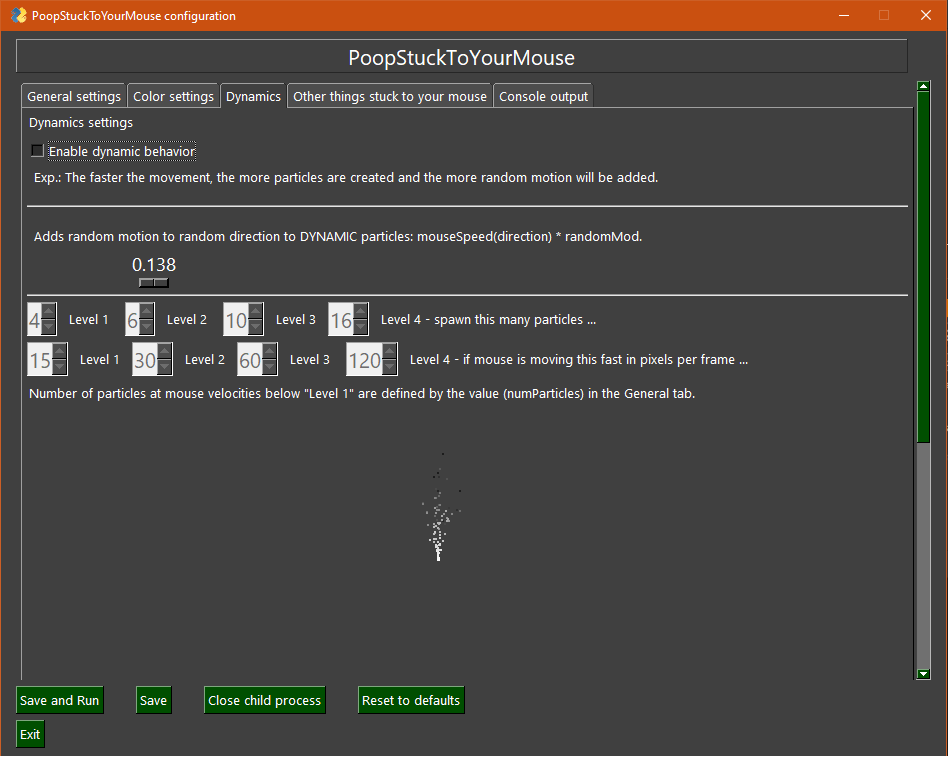 PoopStuckToYourMouse configuration
PoopStuckToYourMouse
General settings Color settings Dynamics Other things stuck to your mouse Console output
Dynamics settings
Enable dynamic behavior
Exp.: The faster the movement, the more particles are created and the more random motion will be added.
Adds random motion to random direction to DYNAMIC particles: mouseSpeed(direction) * randomMod.
0.138
4 Level 1 6 Level 2 10 Level 3 16 Level 4 - spawn this many particles ...
15 Level 1 30 Level 2 60 Level 3 120 Level 4 - if mouse is moving this fast in pixels per frame ...
Number of particles at mouse velocities below "Level 1" are defined by the value (numParticles) in the General tab.
Save and Run Save Close child process Reset to defaults
Exit